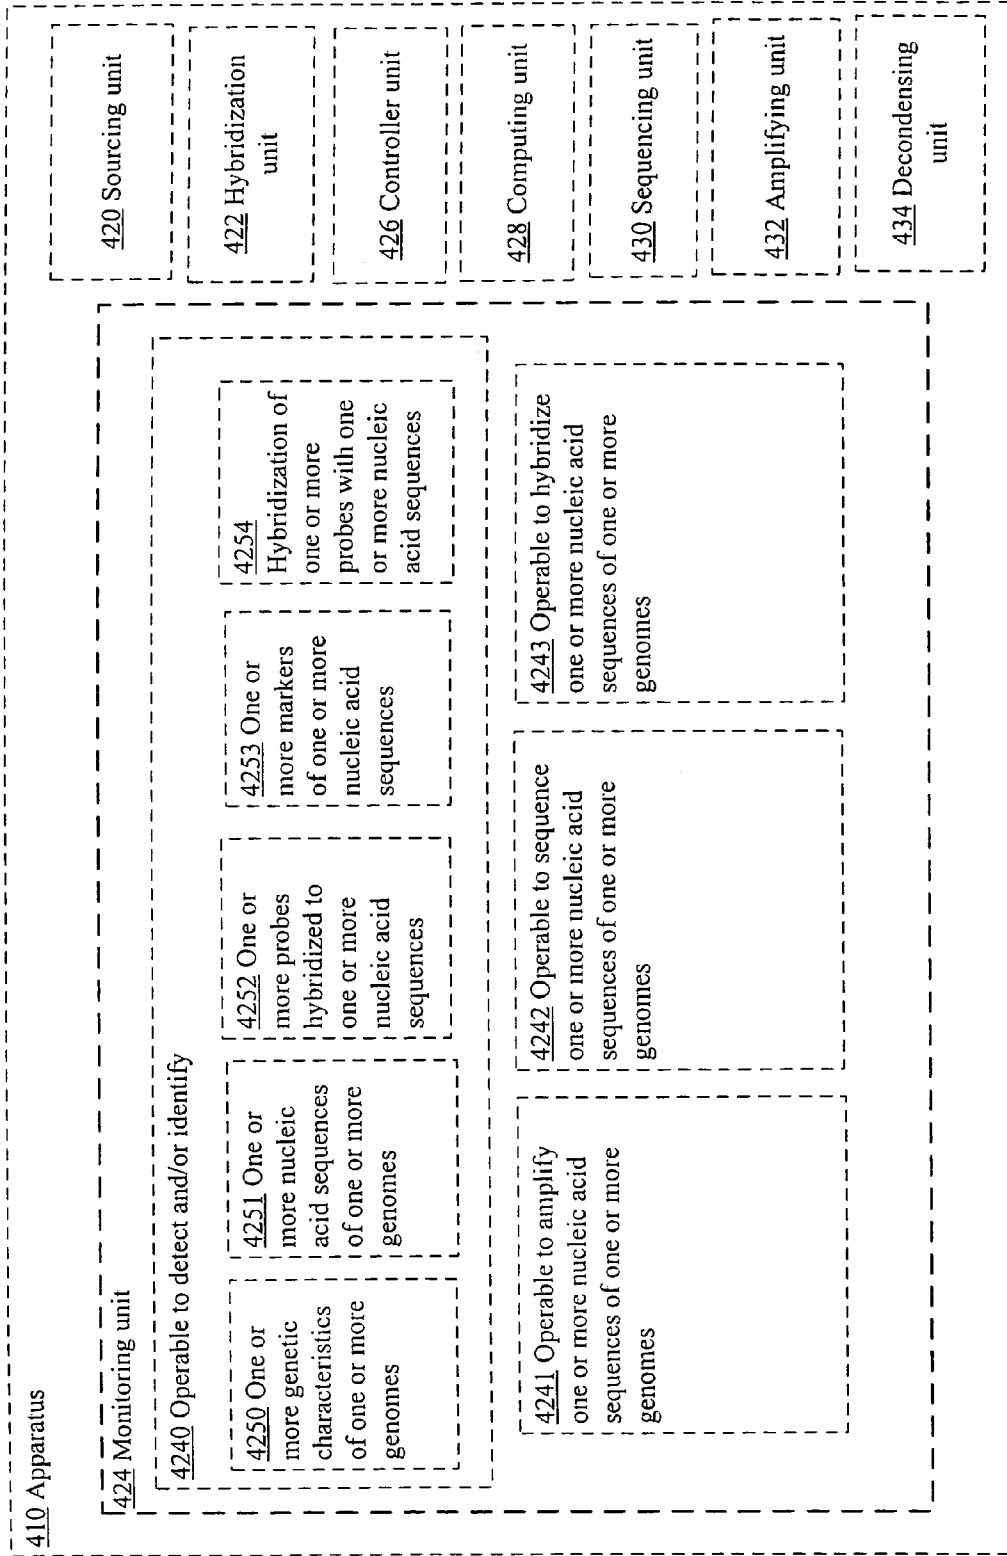 410 Apparatus
424 Monitoring unit
4240 Operable to detect and/or identify
4250 One or
more genetic
characteristics
of one or more
genomes
4251 One or
more nucleic
acid sequences
of one or more
genomes
4252 One or
more probes
hybridized to
one or more
nucleic acid
sequences
4253 One or
more markers
of one or more
nucleic acid
sequences
4254
Hybridization of
one or more
probes with one
or more nucleic
acid sequences
4241 Operable to amplify
one or more nucleic acid
sequences of one or more
genomes
4242 Operable to sequence
one or more nucleic acid
sequences of one or more
genomes
4243 Operable to hybridize
one or more nucleic acid
sequences of one or more
genomes
420 Sourcing unit
422 Hybridization
unit
426 Controller unit
428 Computing unit
430 Sequencing unit
432 Amplifying unit
434 Decondensing
unit